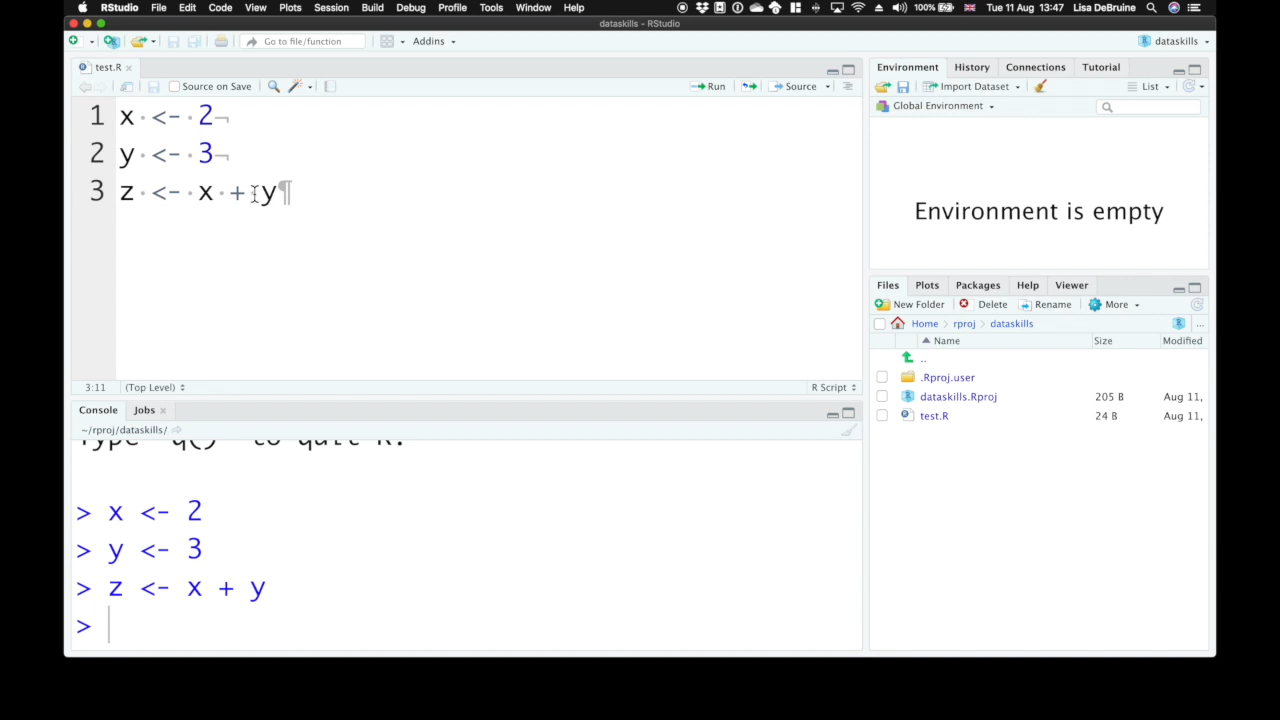 RStudio File Edit Code View Plots Session Build Debug Profile Tools Window Help 100% Tue 11 Aug 13:47 Lisa DeBruine
dataskills - RStudio
Go to file/function Addins dataskills
test.R
Source on Save Run Source
1 x <- 2
2 y <- 3
3 z <- x + y
3:11 (Top Level) R Script
Console Jobs
~/rproj/dataskills/
Type 'q()' to quit R.
> x <- 2
> y <- 3
> z <- x + y
>
Environment History Connections Tutorial
Import Dataset List
Global Environment
Environment is empty
Files Plots Packages Help Viewer
New Folder Delete Rename More
Home rproj dataskills ...
Name Size Modified
..
.Rproj.user
dataskills.Rproj 205 B Aug 11,
test.R 24 B Aug 11,